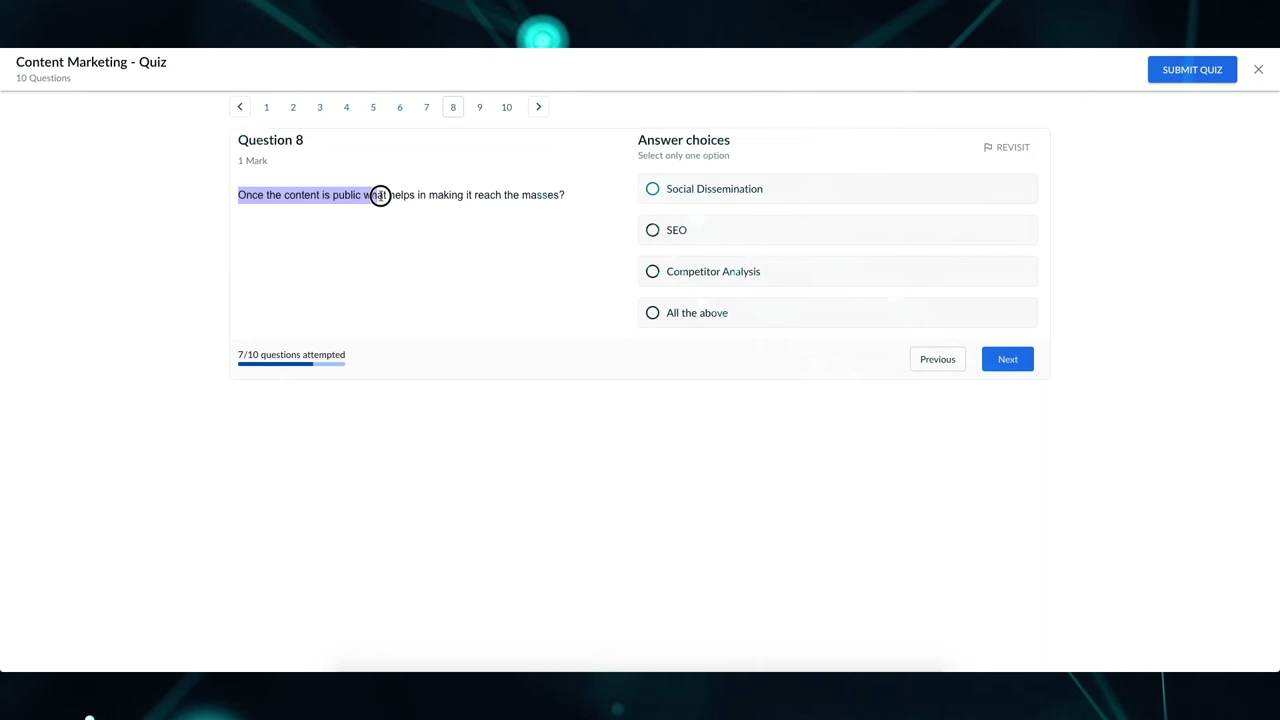 Content Marketing - Quiz
10 Questions
SUBMIT QUIZ
1 2 3 4 5 6 7 8 9 10
Question 8
1 Mark
Once the content is public what helps in making it reach the masses?
Answer choices
Select only one option
REVISIT
Social Dissemination
SEO
Competitor Analysis
All the above
7/10 questions attempted
Previous
Next